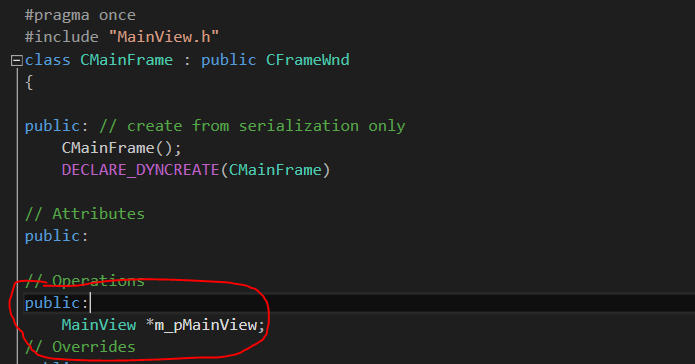 #pragma once
#include "MainView.h"
class CMainFrame : public CFrameWnd
{
public: // create from serialization only
CMainFrame();
DECLARE_DYNCREATE(CMainFrame)
// Attributes
public:
// Operations
public:
MainView *m_pMainView;
// Overrides